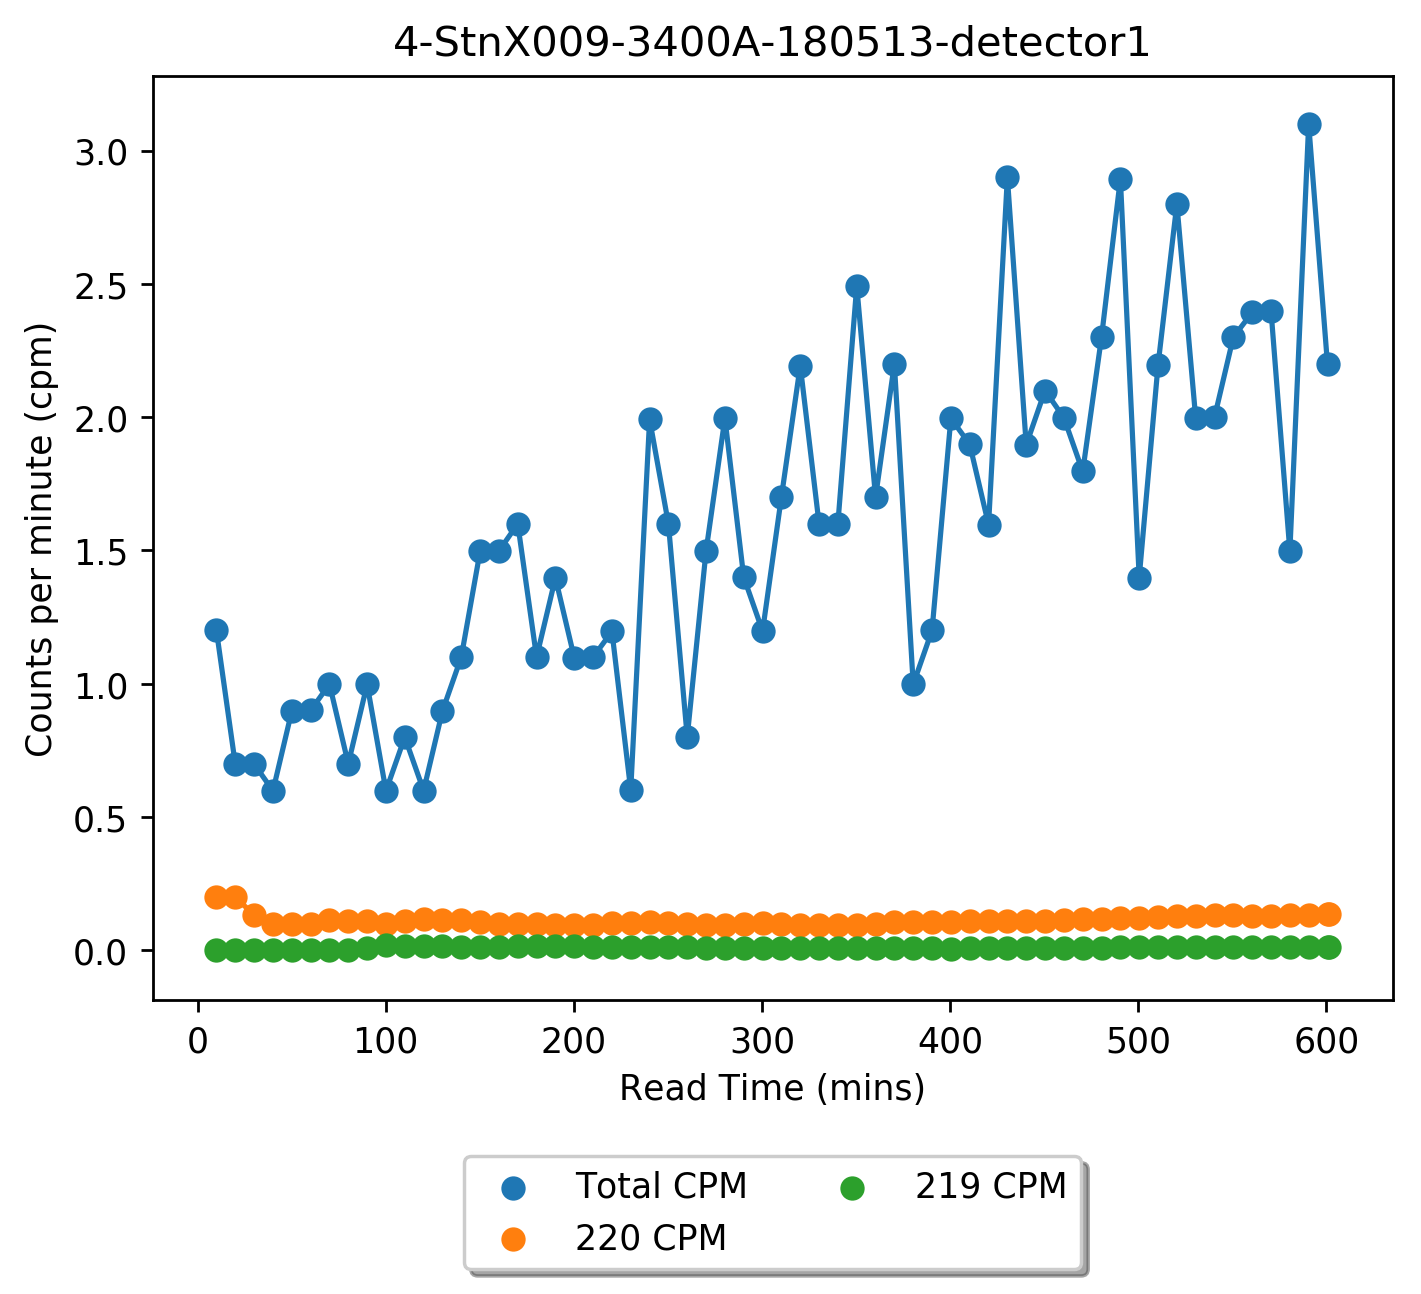 4-StnX009-3400A-180513-detector1
3.0
2.5
2.0
1.5
1.0
0.5
0.0
Counts per minute (cpm)
0 100 200 300 400 500 600
Read Time (mins)
Total CPM 219 CPM
220 CPM